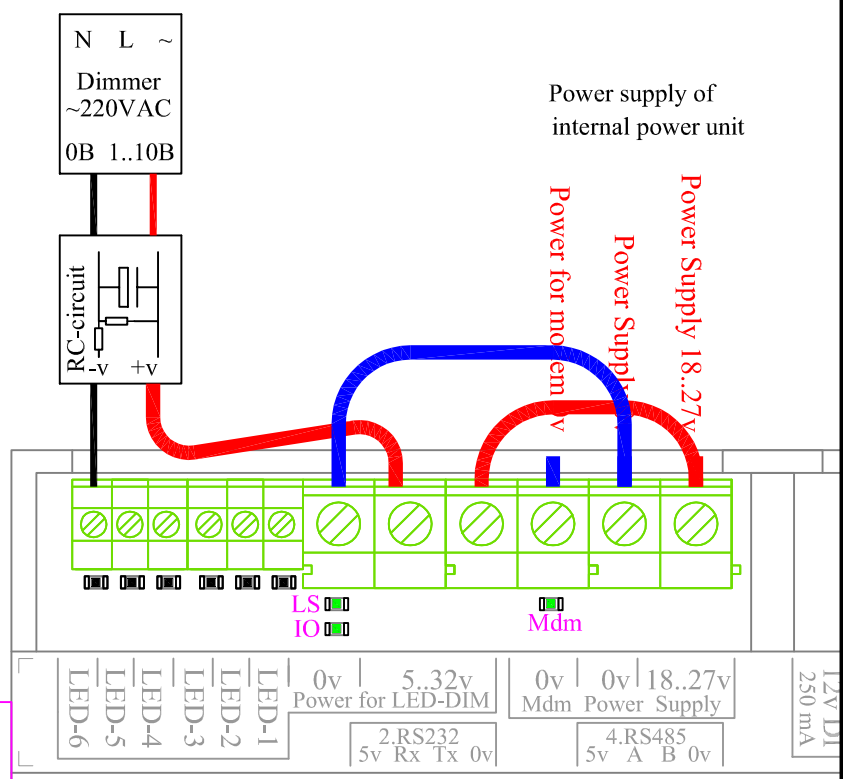 N L ~
Dimmer
~220VAC
0B 1..10B
Power supply of
internal power unit
RC-circuit
-v +v
Power for modem
Power Supply
Power Supply 18..27v
LS
IO
Mdm
LED-6
LED-5
LED-4
LED-3
LED-2
LED-1
0v 5..32v
Power for LED-DIM
0v 0v 18..27v
Mdm Power Supply
2.RS232
5v Rx Tx 0v
4.RS485
5v A B 0v
12v DI
250 mA